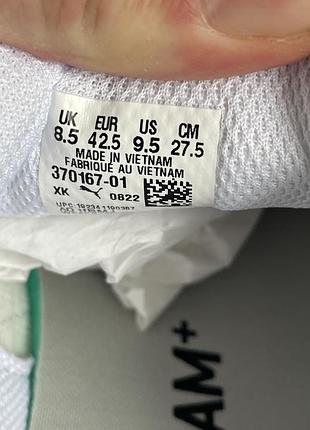 UK EUR US CM
8.5 42.5 9.5 27.5
MADE IN VIETNAM
FABRIQUÉ AU VIETNAM
370167-01
XK 0822
UPC
AM+